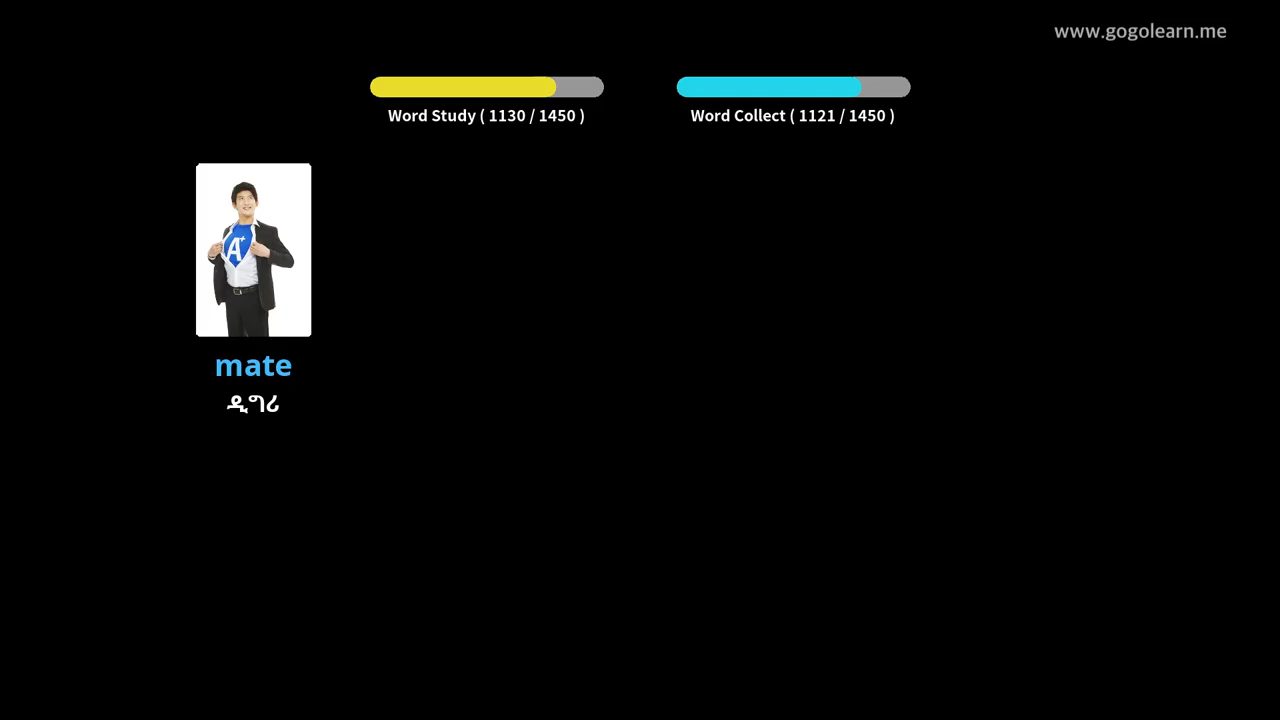 www.gogolearn.me
Word Study ( 1130 / 1450 )
Word Collect ( 1121 / 1450 )
A+
mate
ዲግሪ